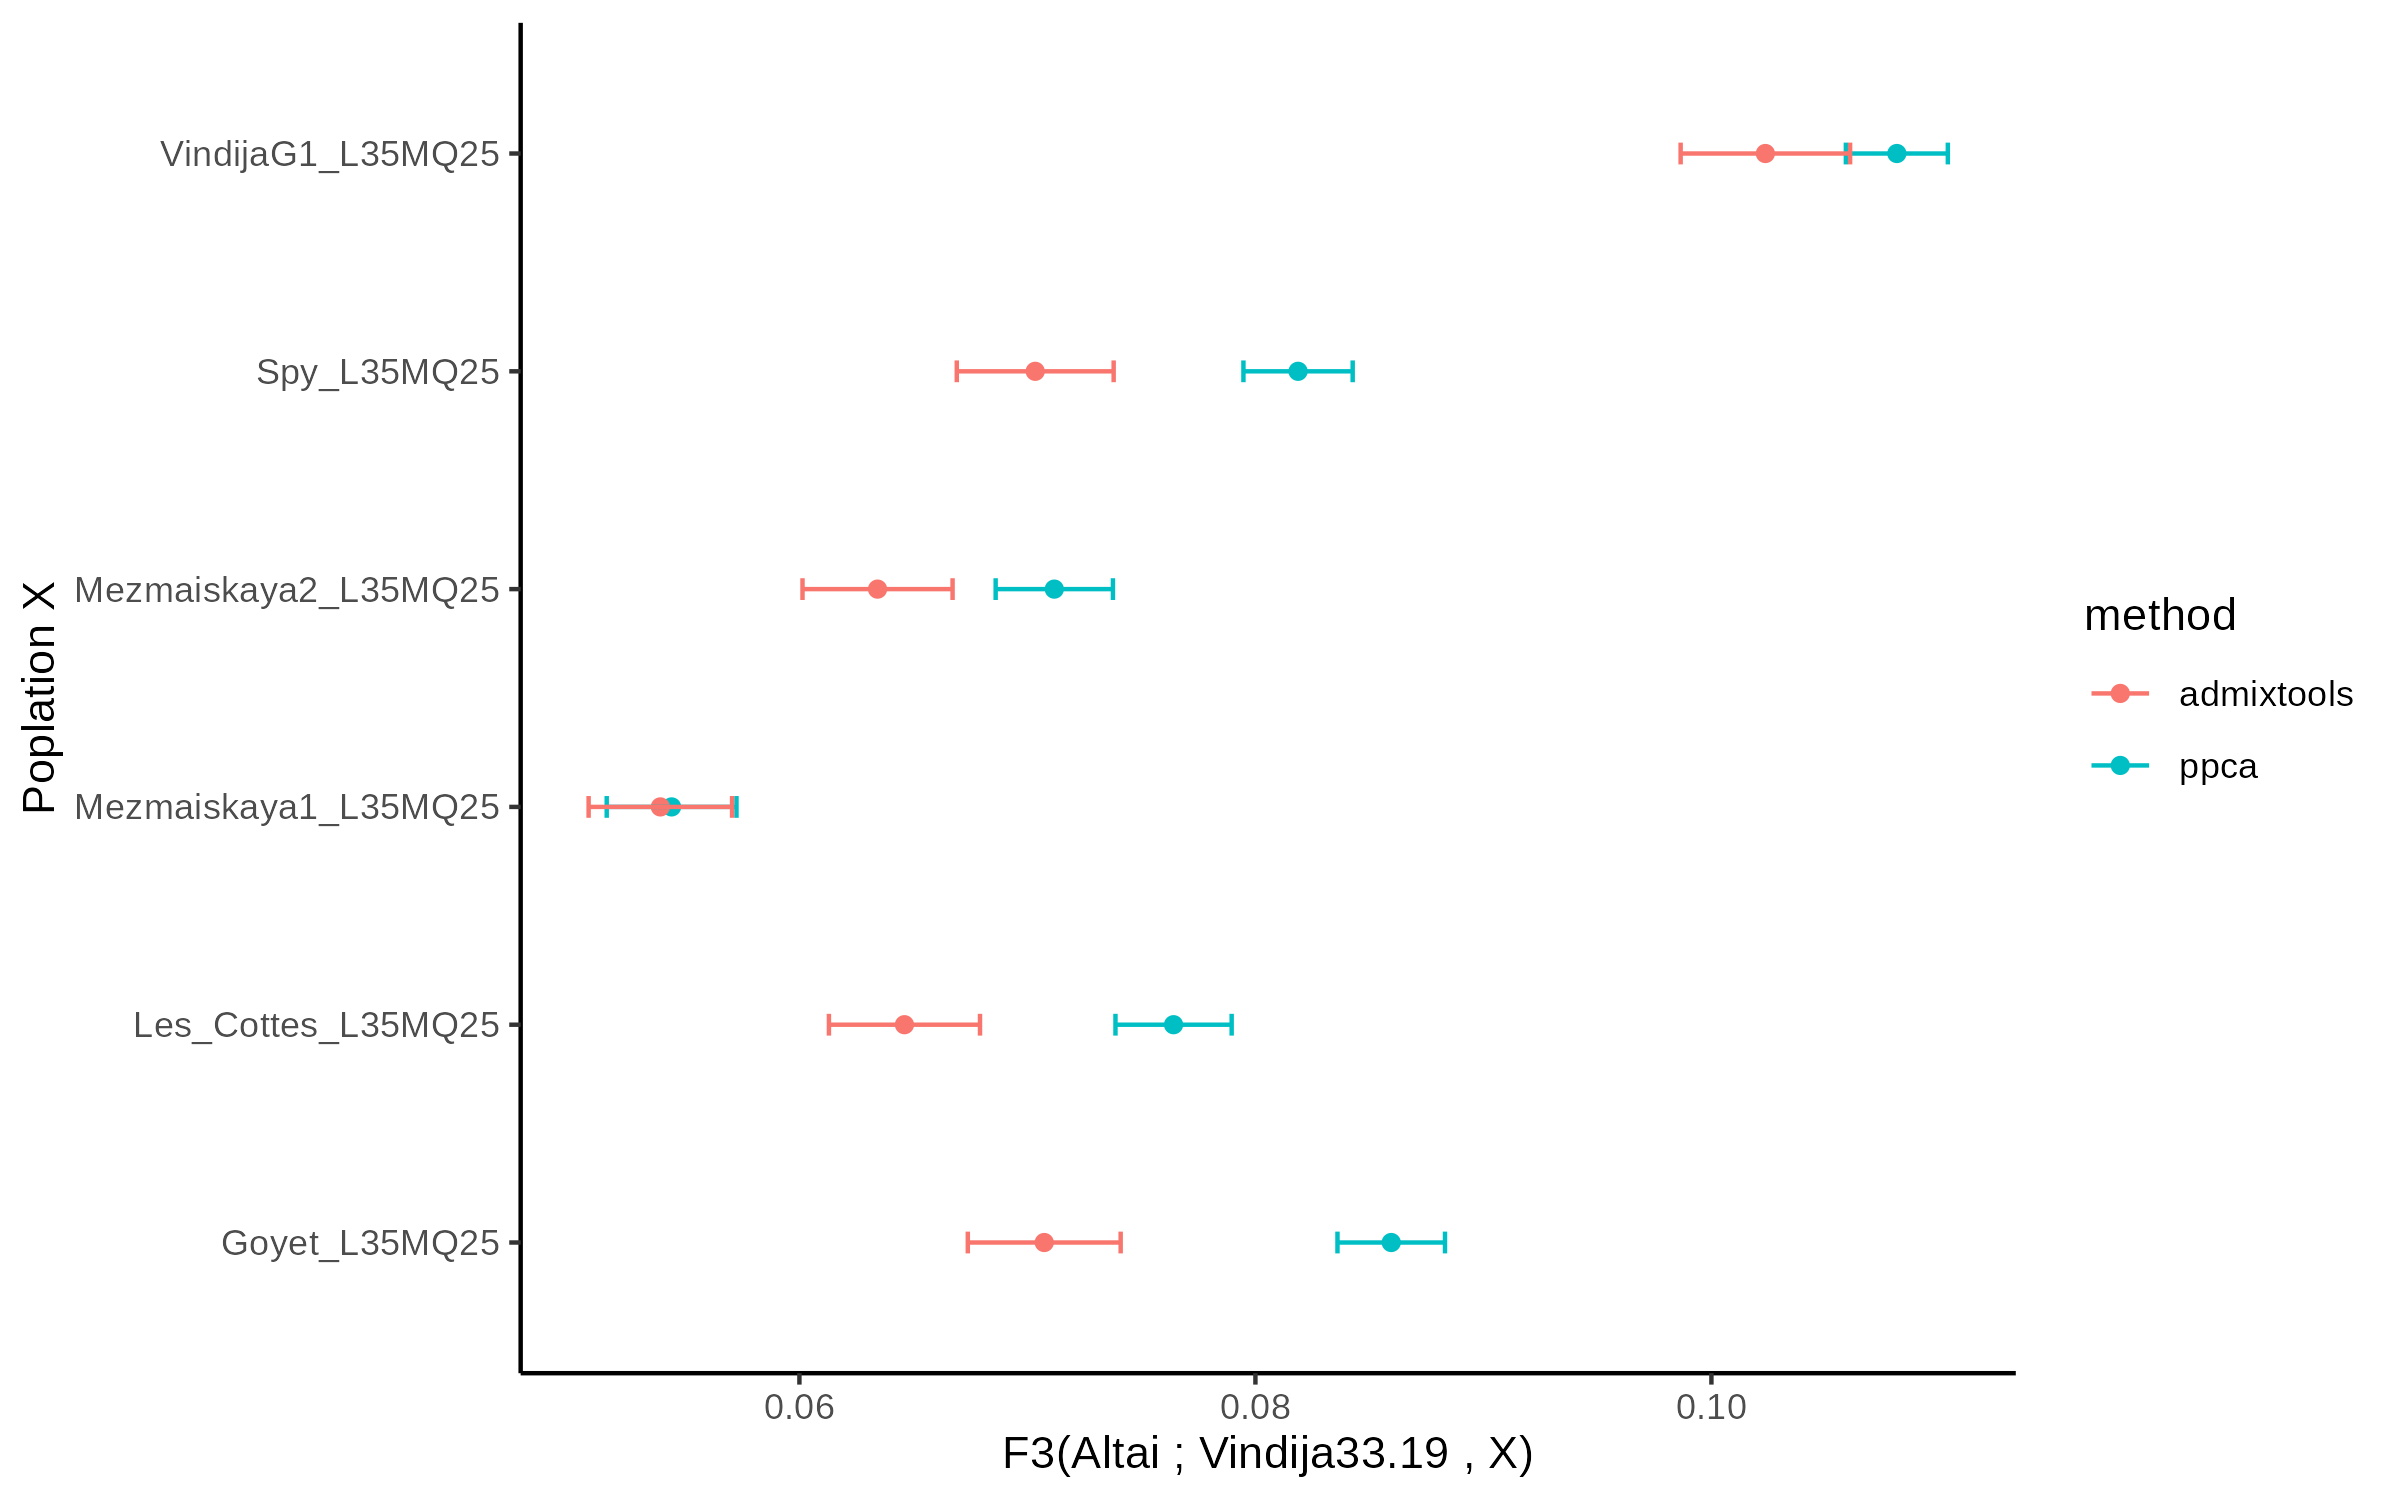 VindijaG1_L35MQ25
Spy_L35MQ25
Mezmaiskaya2_L35MQ25
Mezmaiskaya1_L35MQ25
Les_Cottes_L35MQ25
Goyet_L35MQ25
Poplation X
0.06
0.08
0.10
F3(Altai ; Vindija33.19 , X)
method
admixtools
ppca